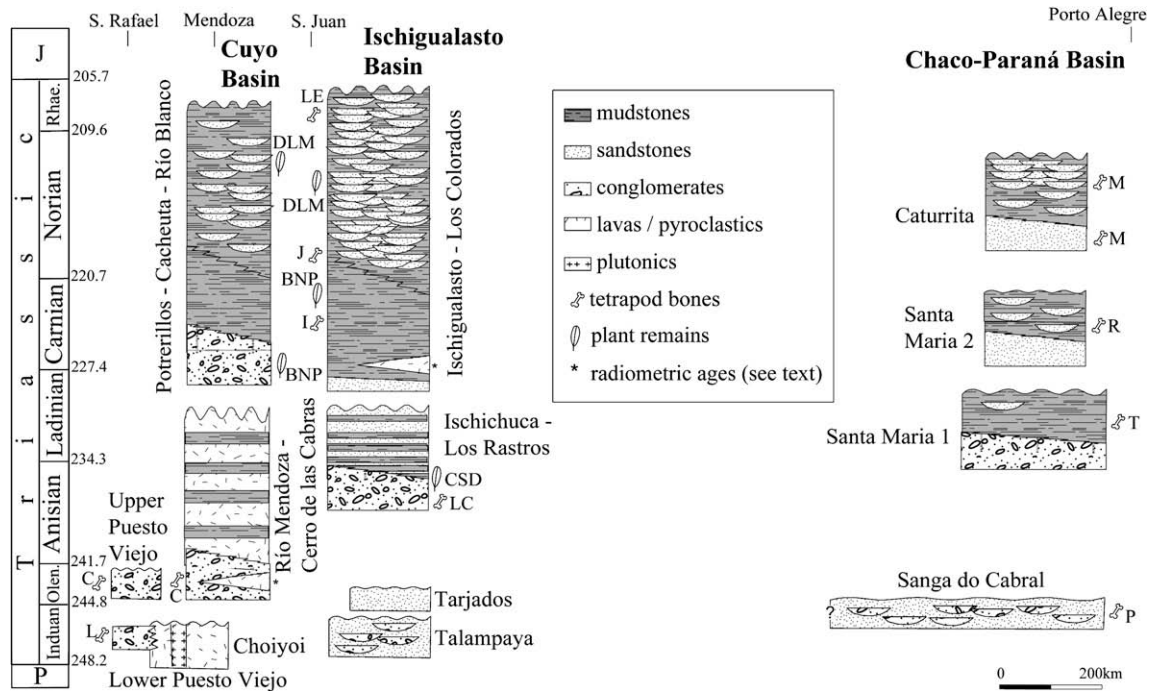 S. Rafael
Mendoza
S. Juan
Porto Alegre
Cuyo
Basin
Ischigualasto
Basin
Chaco-Paraná Basin
J
205.7
Rhae.
209.6
Norian
220.7
Carnian
227.4
Ladinian
234.3
Anisian
241.7
Olen.
244.8
Induan
248.2
P
Triassic
Potrerillos - Cacheuta - Río Blanco
DLM
BNP
BNP
Río Mendoza -
Cerro de las Cabras
*
Upper
Puesto
Viejo
C
C
L
Choiyoi
Lower Puesto Viejo
LE
DLM
J
I
*
Ischigualasto - Los Colorados
Ischichuca -
Los Rastros
CSD
LC
Tarjados
Talampaya
mudstones
sandstones
conglomerates
lavas / pyroclastics
plutonics
tetrapod bones
plant remains
* radiometric ages (see text)
Caturrita
M
M
Santa
Maria 2
R
Santa Maria 1
T
Sanga do Cabral
?
P
0 200km